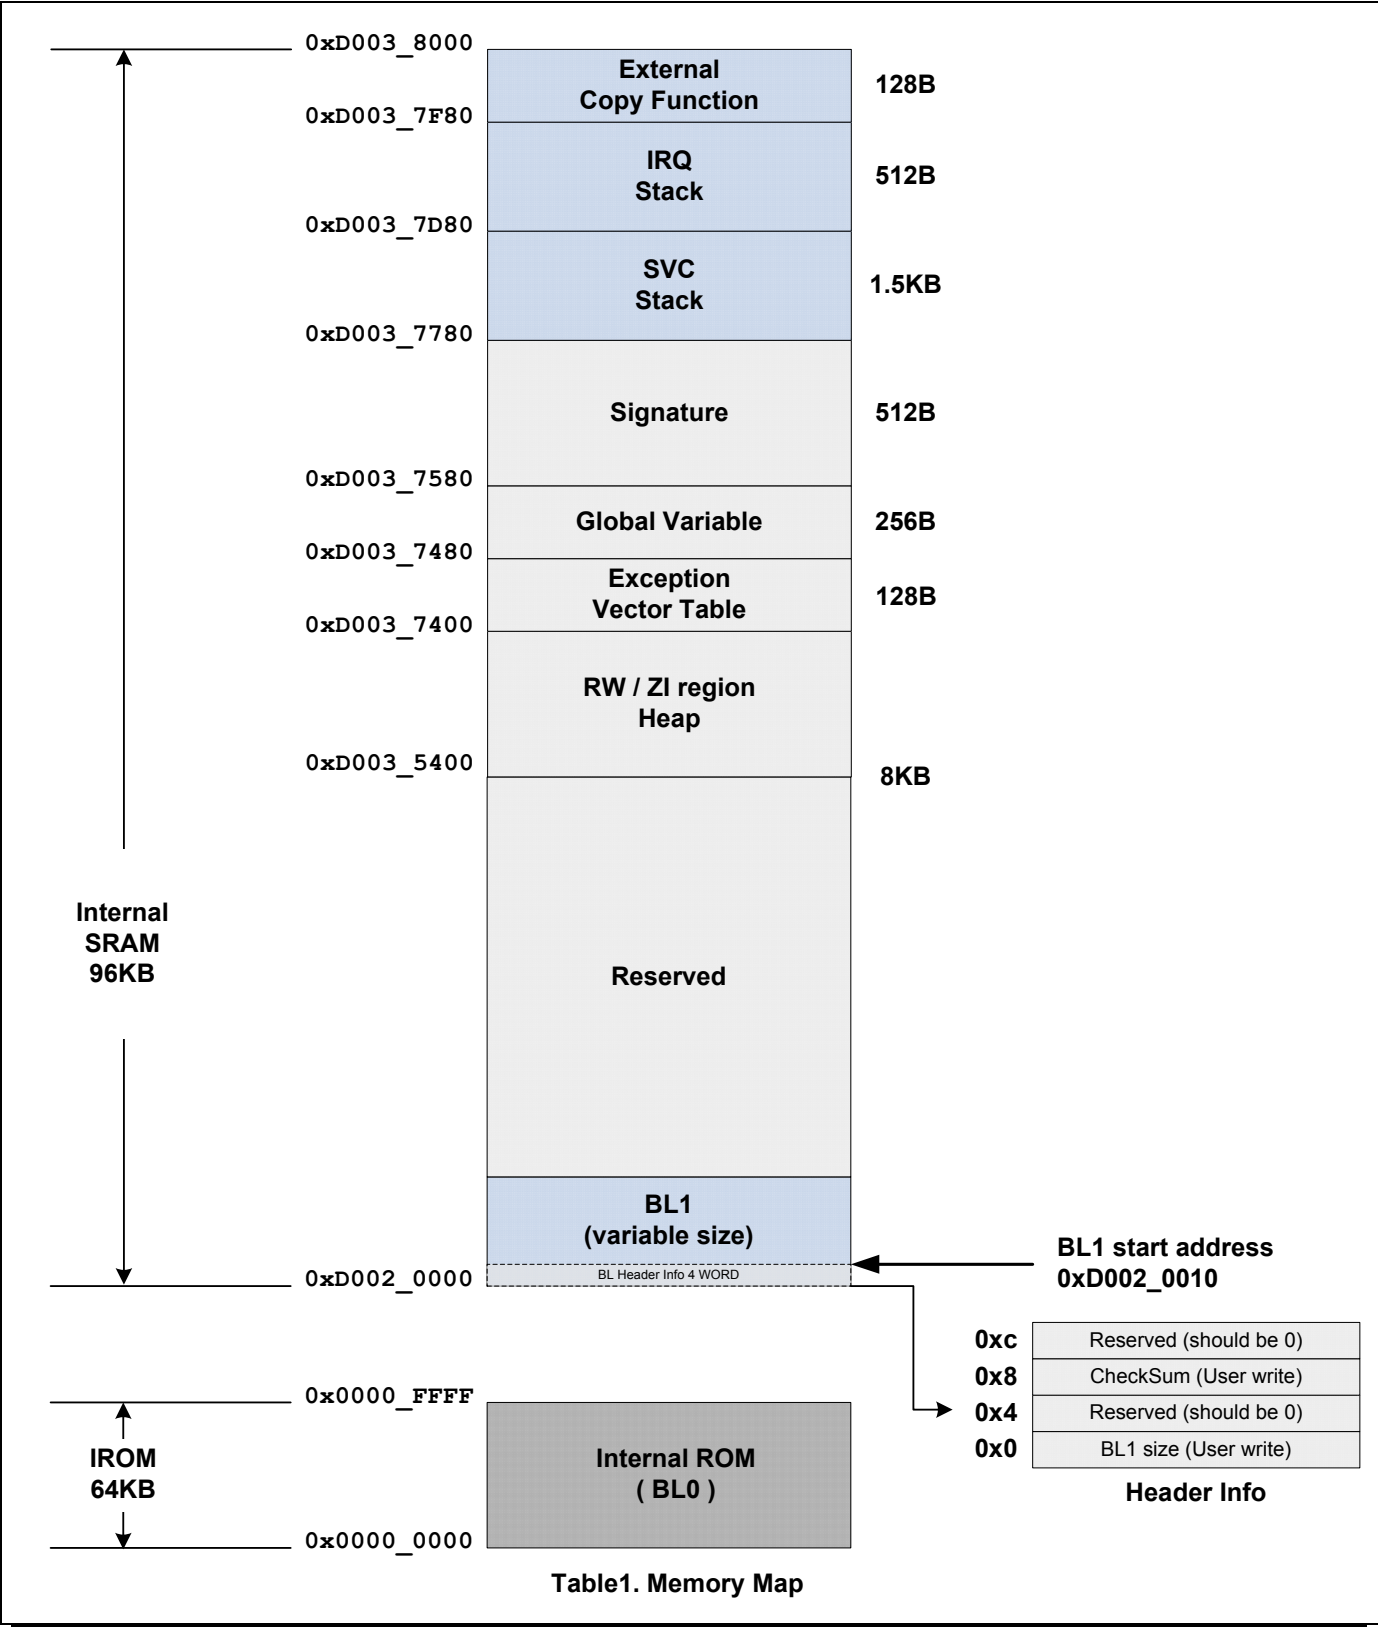 0xD003_8000
External
Copy Function
128B
0xD003_7F80
IRQ
Stack
512B
0xD003_7D80
SVC
Stack
1.5KB
0xD003_7780
Signature
512B
0xD003_7580
Global Variable
256B
0xD003_7480
Exception
Vector Table
128B
0xD003_7400
RW / ZI region
Heap
0xD003_5400
8KB
Internal
SRAM
96KB
Reserved
BL1
(variable size)
BL Header Info 4 WORD
0xD002_0000
BL1 start address
0xD002_0010
0xc Reserved (should be 0)
0x8 CheckSum (User write)
0x4 Reserved (should be 0)
0x0 BL1 size (User write)
Header Info
0x0000_FFFF
IROM
64KB
Internal ROM
( BL0 )
0x0000_0000
Table1. Memory Map